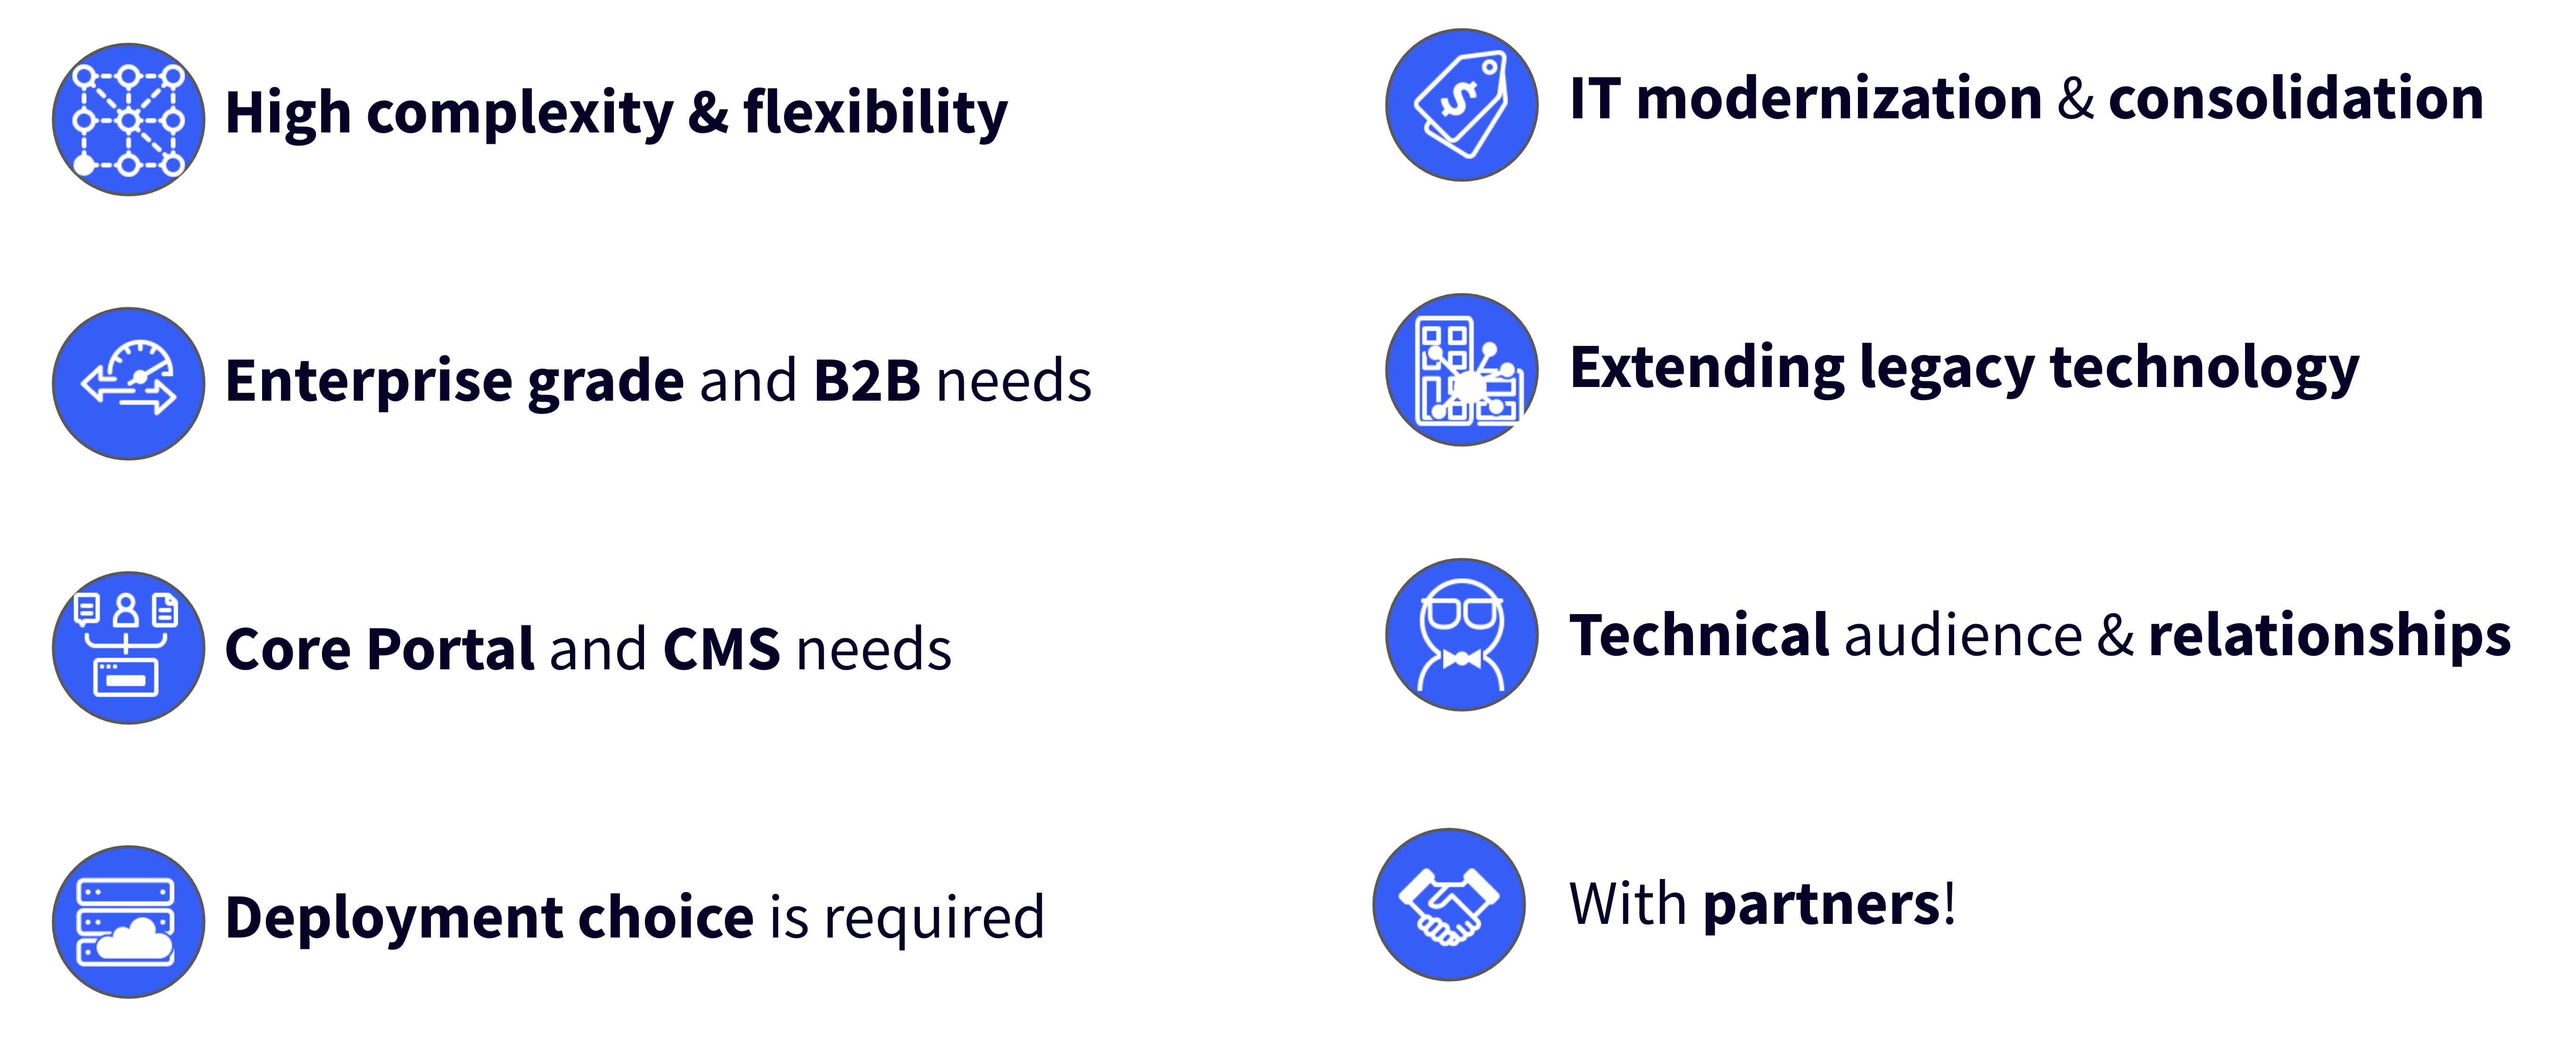 High complexity & flexibility
Enterprise grade and B2B needs
Core Portal and CMS needs
Deployment choice is required
IT modernization & consolidation
Extending legacy technology
Technical audience & relationships
With partners!